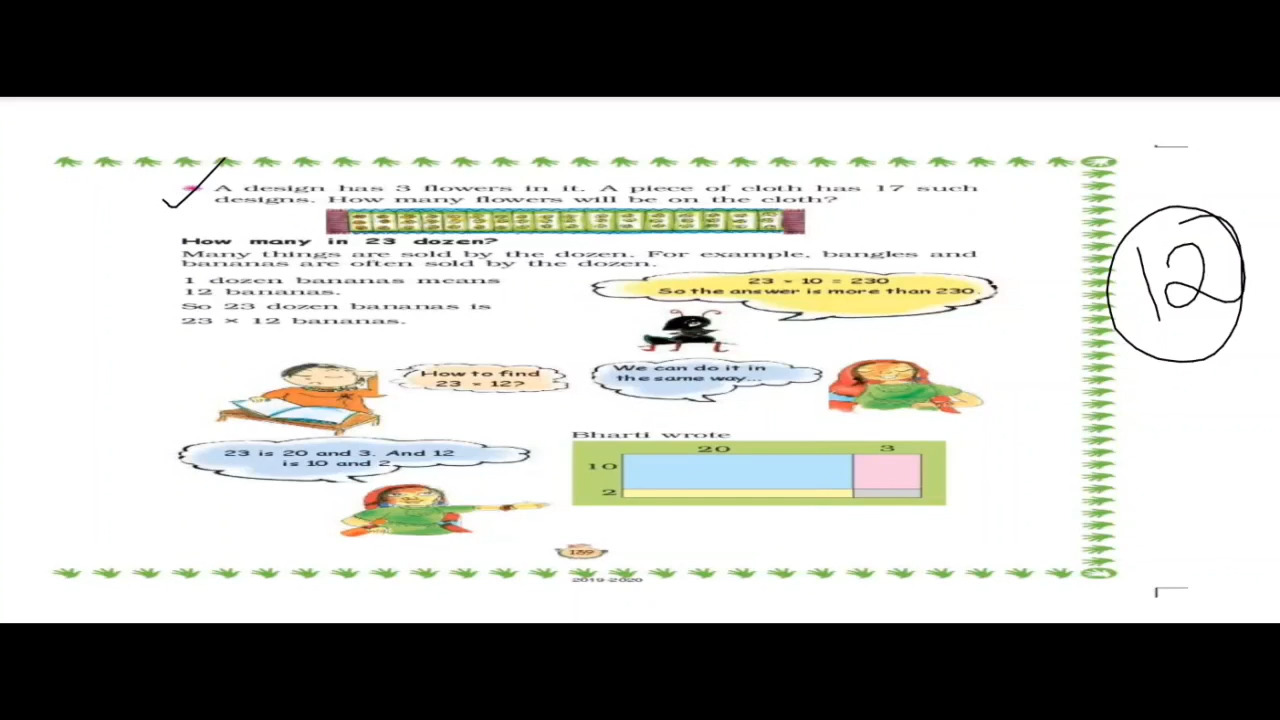 A design has 3 flowers in it. A piece of cloth has 17 such
designs. How many flowers will be on the cloth?
How many in 23 dozen?
Many things are sold by the dozen. For example, bangles and
bananas are often sold by the dozen.
1 dozen bananas means
12 bananas.
So 23 dozen bananas is
23 × 12 bananas.
23 × 10 = 230
So the answer is more than 230.
How to find
23 × 12?
We can do it in
the same way...
23 is 20 and 3. And 12
is 10 and 2
Bharti wrote
20 3
10
2
139
2019-2020
12